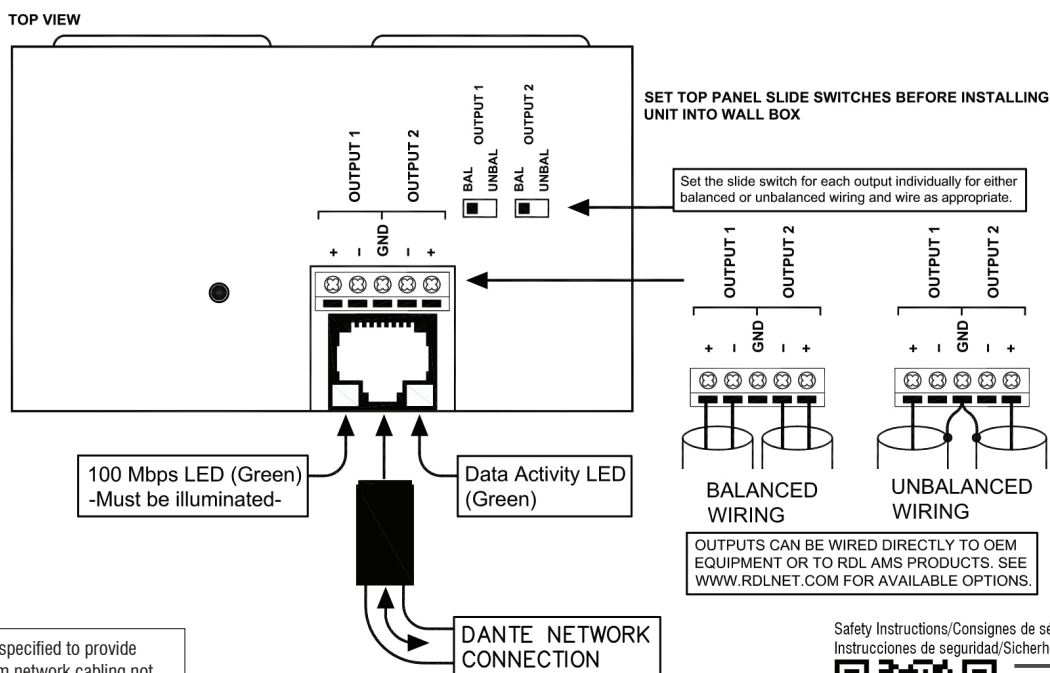 TOP VIEW
OUTPUT 1
OUTPUT 2
BAL
UNBAL
BAL
UNBAL
OUTPUT 1
OUTPUT 2
+ - GND - +
SET TOP PANEL SLIDE SWITCHES BEFORE INSTALLING
UNIT INTO WALL BOX
Set the slide switch for each output individually for either
balanced or unbalanced wiring and wire as appropriate.
OUTPUT 1
OUTPUT 2
+ - GND - +
BALANCED
WIRING
OUTPUT 1
OUTPUT 2
+ - GND - +
UNBALANCED
WIRING
OUTPUTS CAN BE WIRED DIRECTLY TO OEM
EQUIPMENT OR TO RDL AMS PRODUCTS. SEE
WWW.RDLNET.COM FOR AVAILABLE OPTIONS.
100 Mbps LED (Green)
-Must be illuminated-
Data Activity LED
(Green)
DANTE NETWORK
CONNECTION
specified to provide
network cabling not
Safety Instructions/Consignes de
Instrucciones de seguridad/